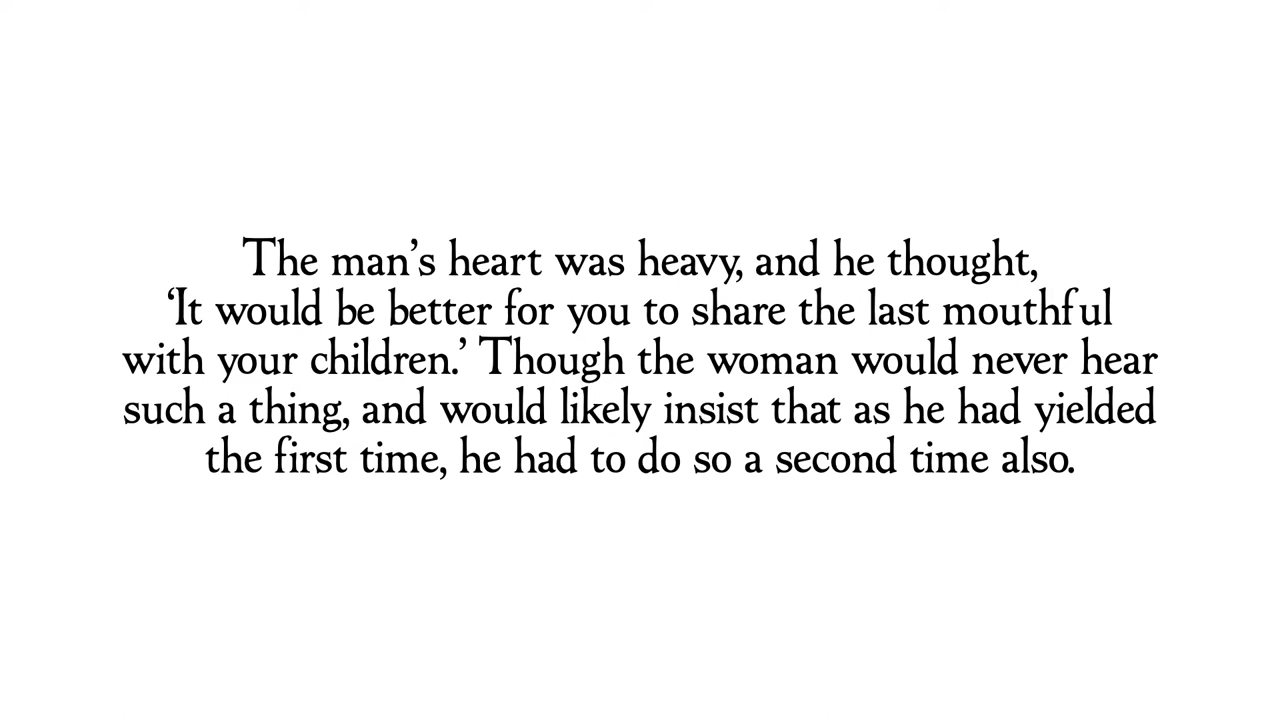 The man’s heart was heavy, and he thought,
‘It would be better for you to share the last mouthful
with your children.’ Though the woman would never hear
such a thing, and would likely insist that as he had yielded
the first time, he had to do so a second time also.